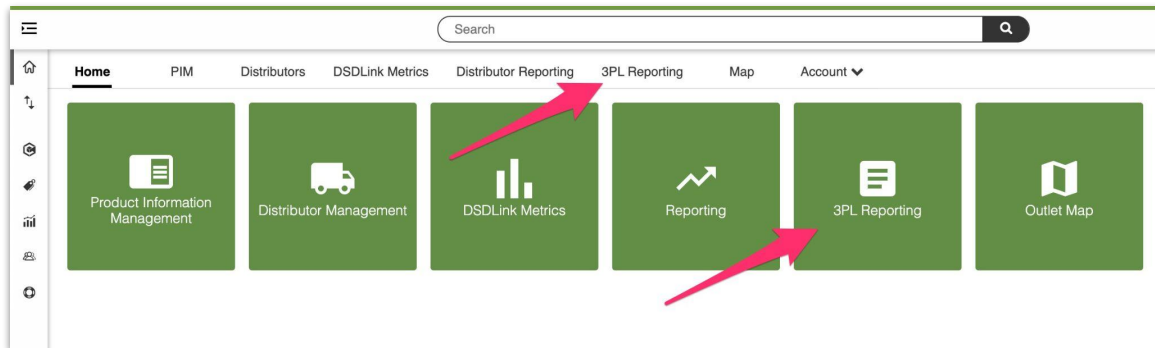 Search
Home PIM Distributors DSDLink Metrics Distributor Reporting 3PL Reporting Map Account
Product Information
Management
Distributor Management
DSDLink Metrics
Reporting
3PL Reporting
Outlet Map